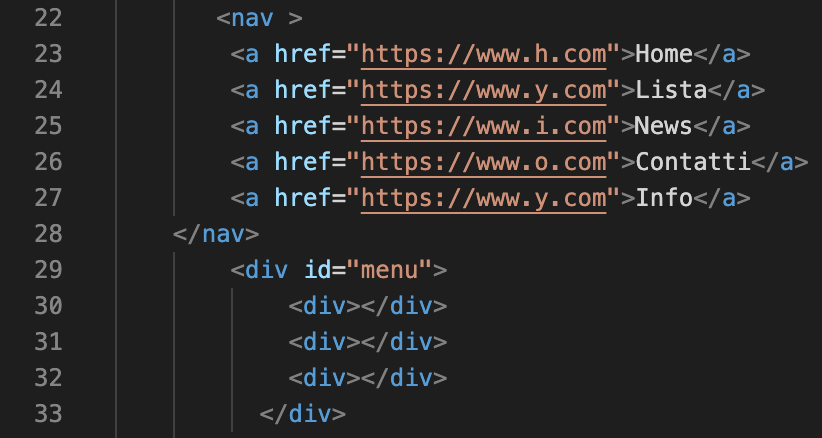 22 <nav >
23 <a href="https://www.h.com">Home</a>
24 <a href="https://www.y.com">Lista</a>
25 <a href="https://www.i.com">News</a>
26 <a href="https://www.o.com">Contatti</a>
27 <a href="https://www.y.com">Info</a>
28 </nav>
29 <div id="menu">
30 <div></div>
31 <div></div>
32 <div></div>
33 </div>